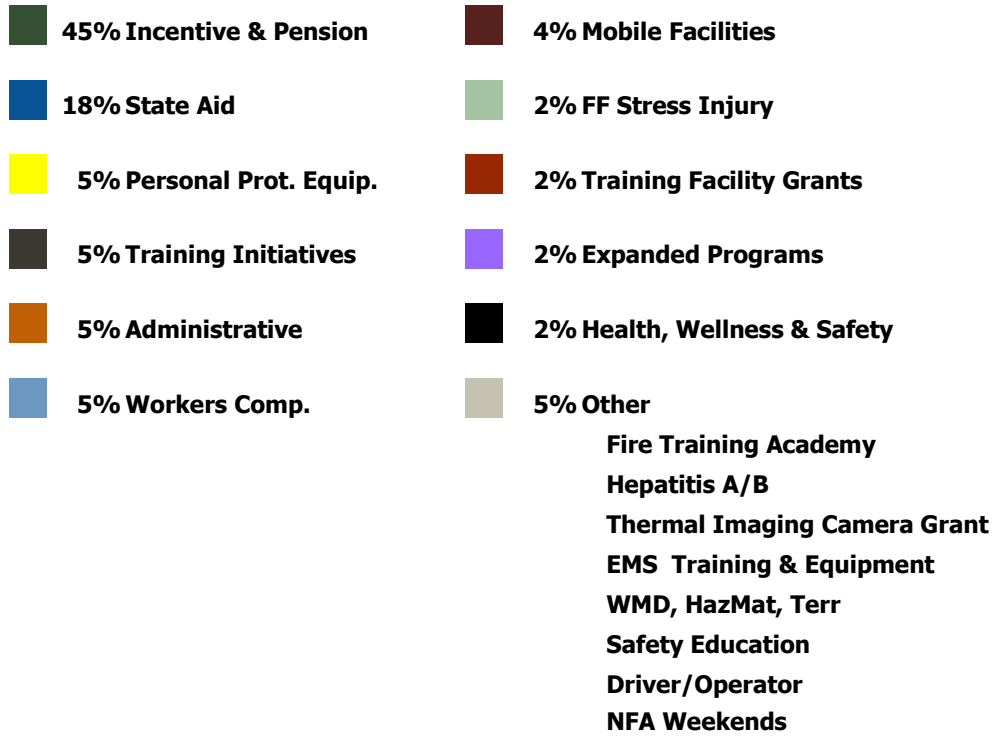 45% Incentive & Pension
18% State Aid
5% Personal Prot. Equip.
5% Training Initiatives
5% Administrative
5% Workers Comp.
4% Mobile Facilities
2% FF Stress Injury
2% Training Facility Grants
2% Expanded Programs
2% Health, Wellness & Safety
5% Other
Fire Training Academy
Hepatitis A/B
Thermal Imaging Camera Grant
EMS  Training & Equipment
WMD, HazMat, Terr
Safety Education
Driver/Operator
NFA Weekends